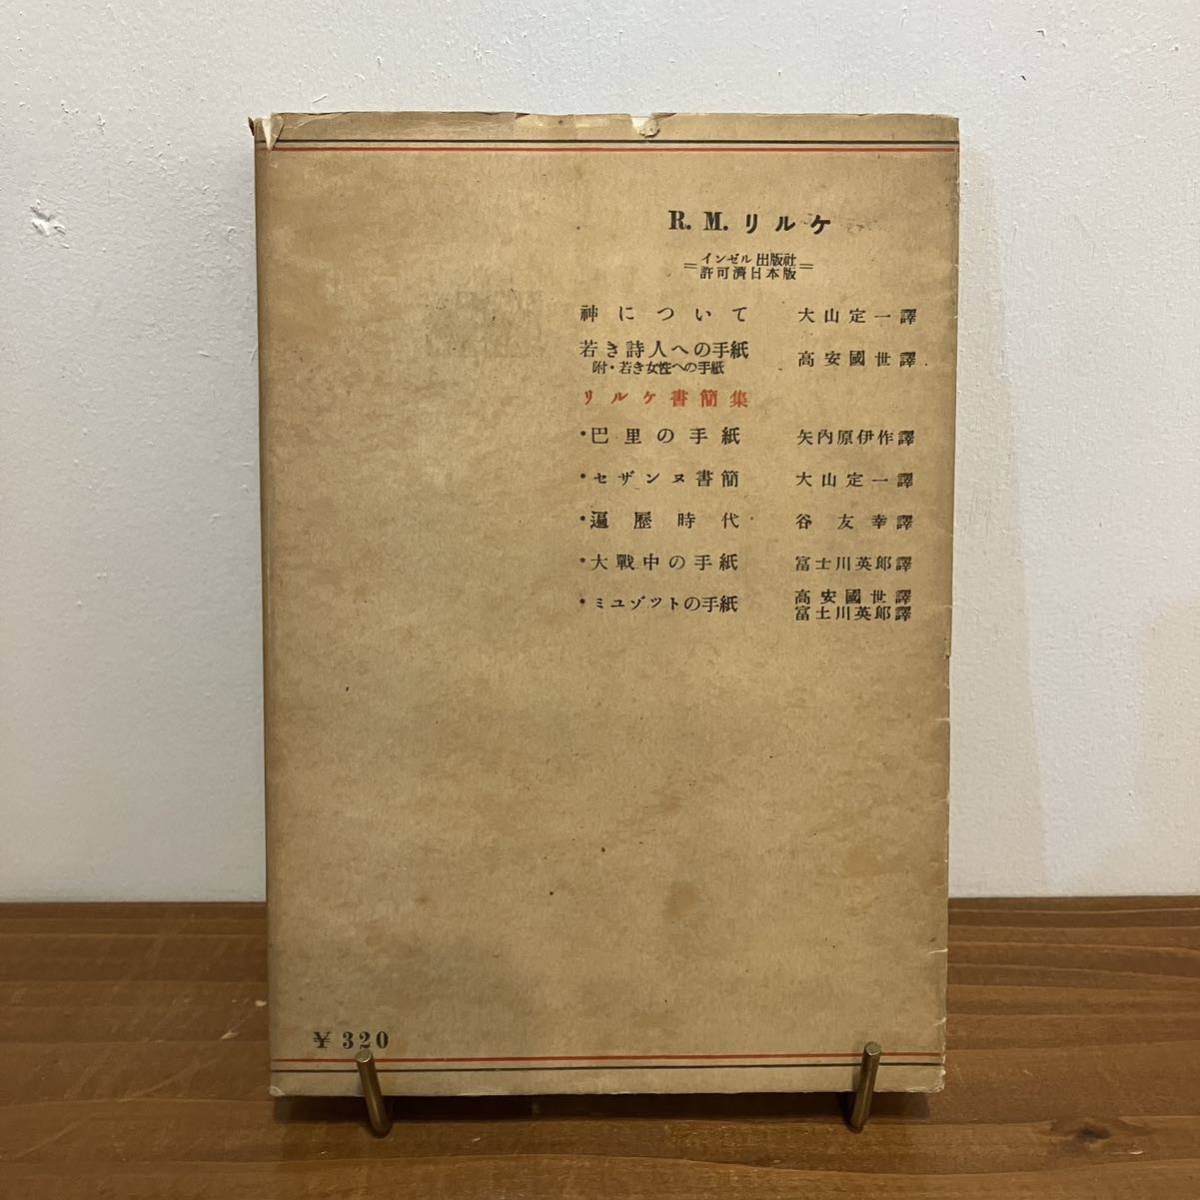 R. M. リルケ
=インゼル出版社=
許可濟日本版
神について 大山定一譯
若き詩人への手紙 高安國世譯
附・若き女性への手紙
リルケ書簡集
・巴里の手紙 矢內原伊作譯
・セザンヌ書簡 大山定一譯
・遍歷時代 谷友幸譯
・大戰中の手紙 富士川英郎譯
・ミユゾツトの手紙 高安國世譯
富士川英郎譯
¥ 320